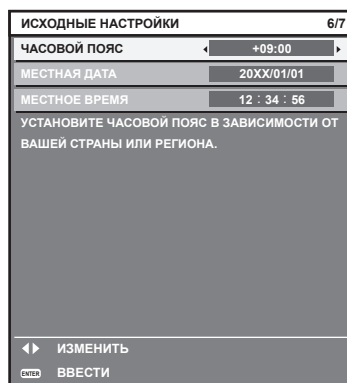 ИСХОДНЫЕ НАСТРОЙКИ 6/7
ЧАСОВОЙ ПОЯС +09:00
МЕСТНАЯ ДАТА 20XX/01/01
МЕСТНОЕ ВРЕМЯ 12 : 34 : 56
УСТАНОВИТЕ ЧАСОВОЙ ПОЯС В ЗАВИСИМОСТИ ОТ
ВАШЕЙ СТРАНЫ ИЛИ РЕГИОНА.
ИЗМЕНИТЬ
ENTER ВВЕСТИ